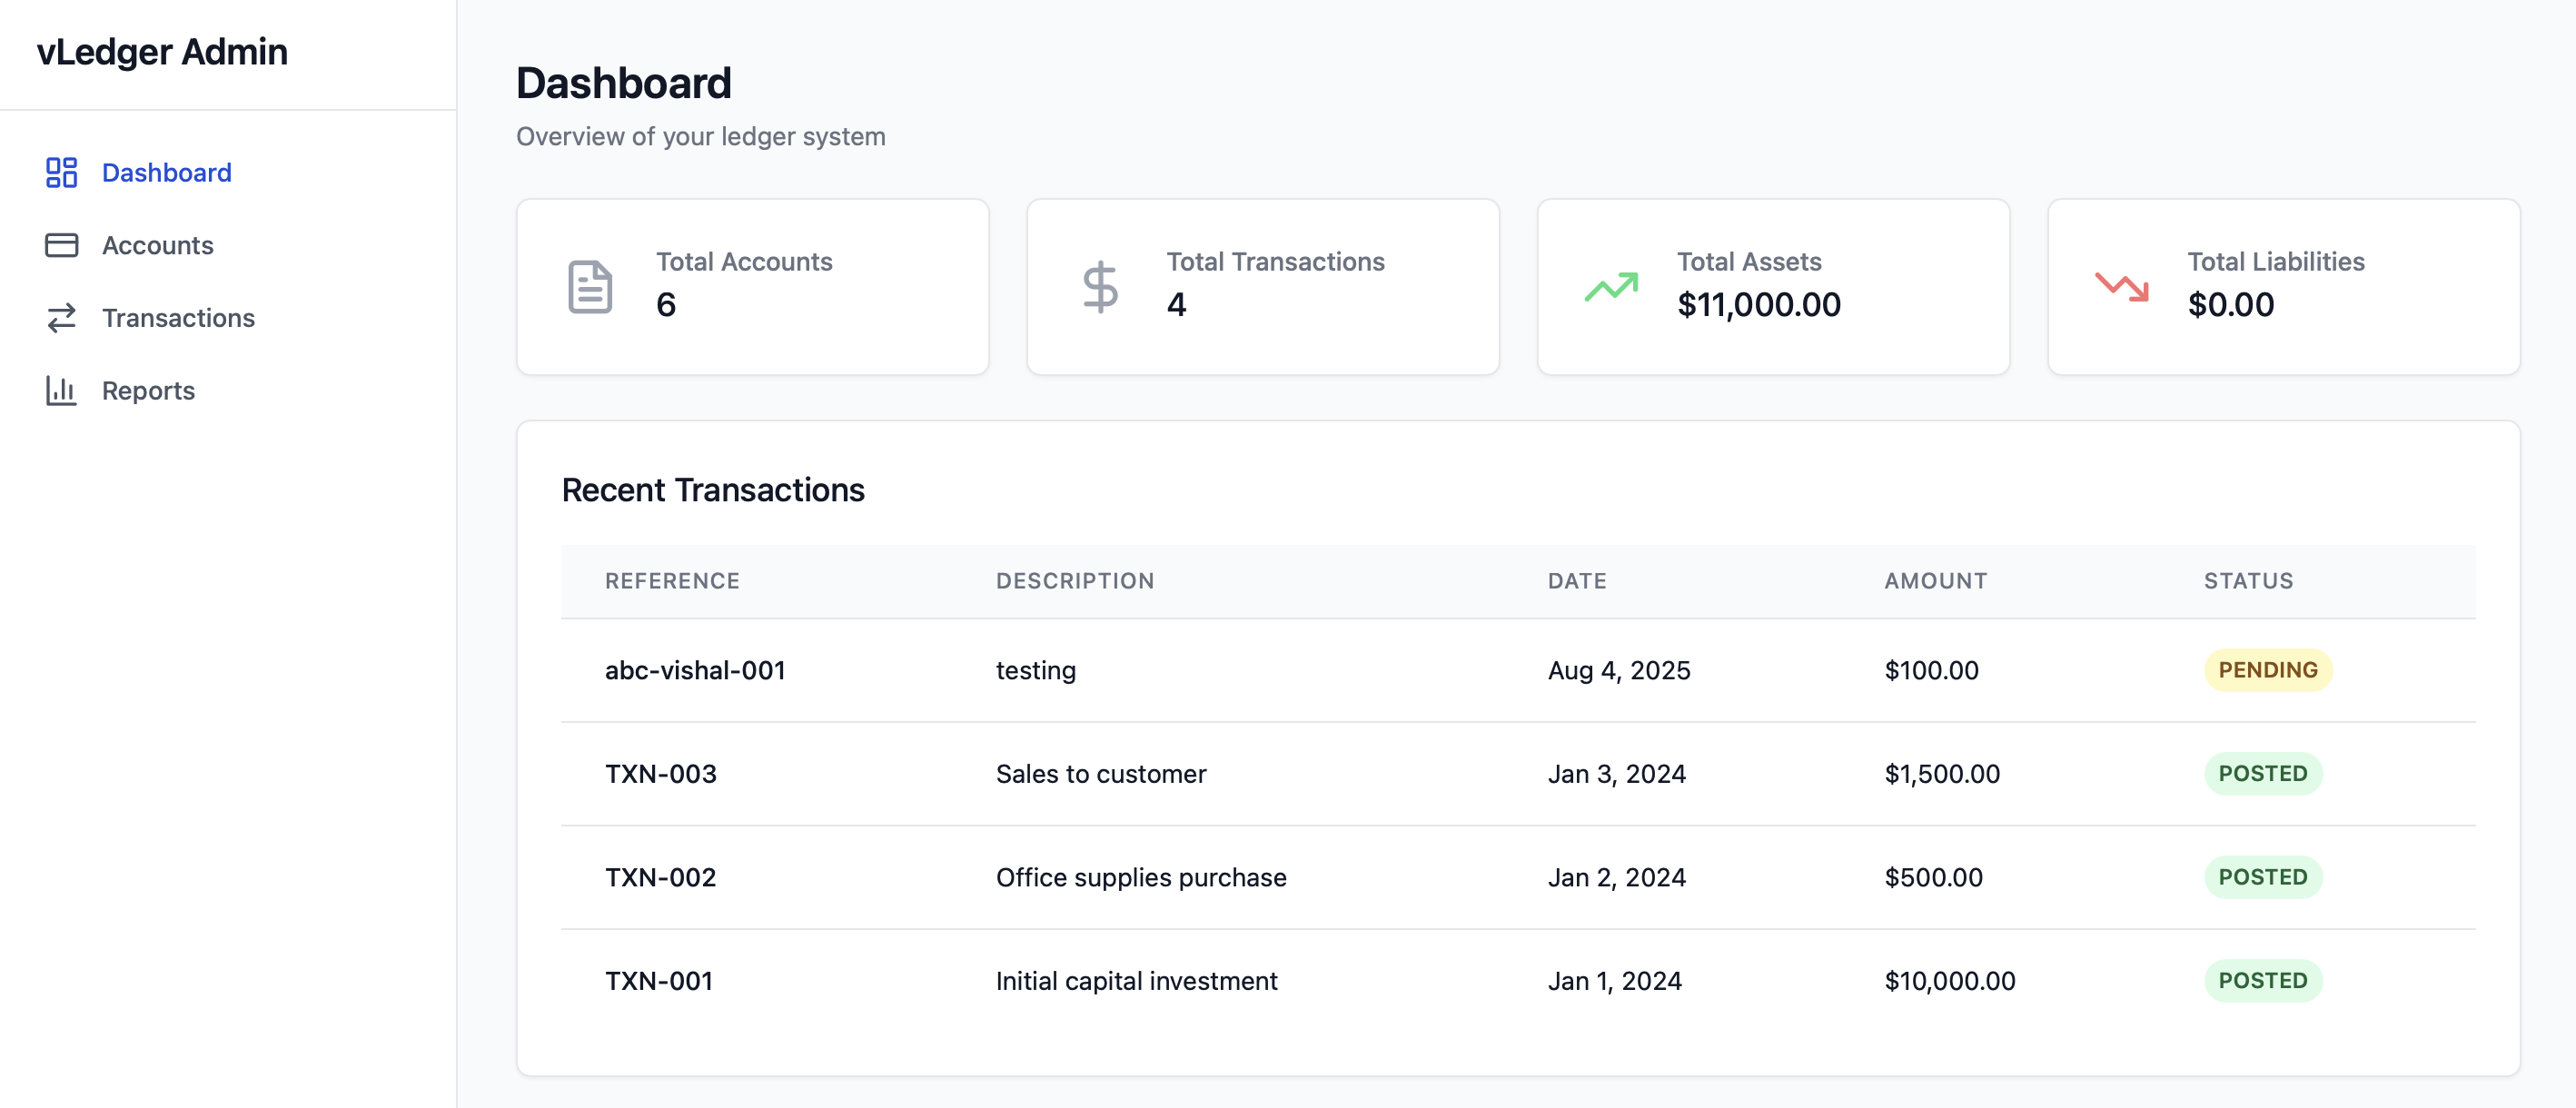 vLedger Admin
Dashboard
Accounts
Transactions
Reports
Dashboard
Overview of your ledger system
Total Accounts
6
Total Transactions
4
Total Assets
$11,000.00
Total Liabilities
$0.00
Recent Transactions
REFERENCE DESCRIPTION DATE AMOUNT STATUS
abc-vishal-001 testing Aug 4, 2025 $100.00 PENDING
TXN-003 Sales to customer Jan 3, 2024 $1,500.00 POSTED
TXN-002 Office supplies purchase Jan 2, 2024 $500.00 POSTED
TXN-001 Initial capital investment Jan 1, 2024 $10,000.00 POSTED